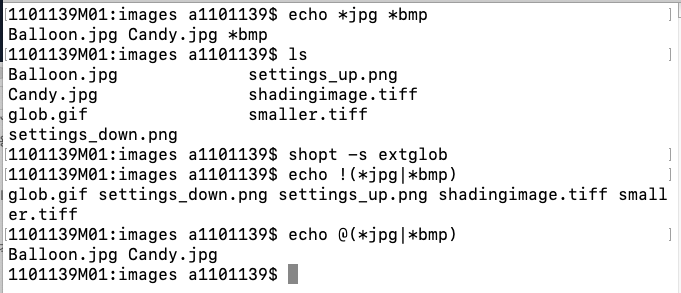 [1101139M01:images a1101139$ echo *jpg *bmp ]
Balloon.jpg Candy.jpg *bmp
[1101139M01:images a1101139$ ls ]
Balloon.jpg settings_up.png
Candy.jpg shadingimage.tiff
glob.gif smaller.tiff
settings_down.png
[1101139M01:images a1101139$ shopt -s extglob ]
[1101139M01:images a1101139$ echo !(*jpg|*bmp) ]
glob.gif settings_down.png settings_up.png shadingimage.tiff small
er.tiff
[1101139M01:images a1101139$ echo @(*jpg|*bmp) ]
Balloon.jpg Candy.jpg
1101139M01:images a1101139$